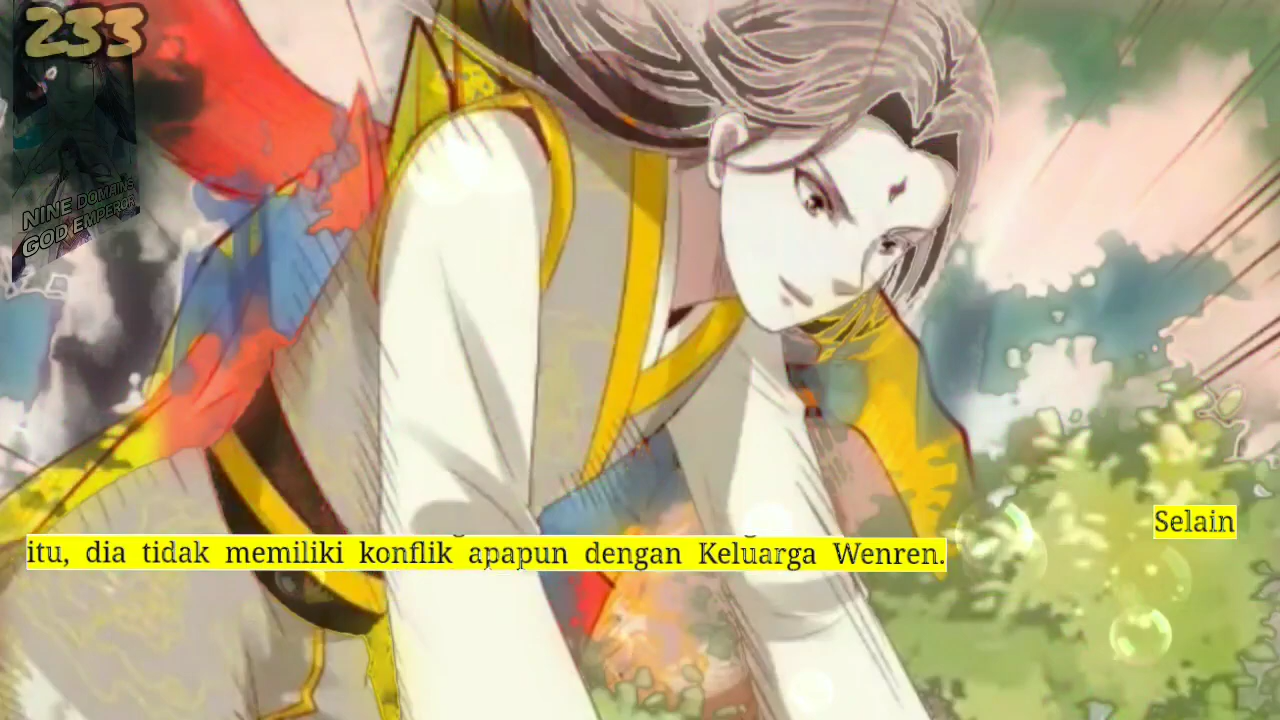 233
NINE DOMAINS
GOD EMPEROR
Selain
itu, dia tidak memiliki konflik apapun dengan Keluarga Wenren.